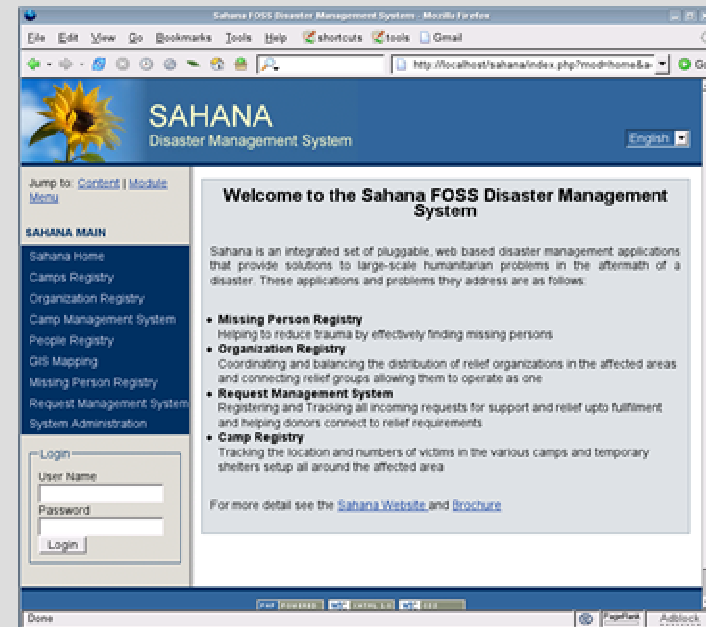 Sahana FOSS Disaster Management System - Mozilla Firefox
File Edit View Go Bookmarks Tools Help shortcuts tools Gmail
http://localhost/sahana/index.php?mod=home&a
SAHANA
Disaster Management System
English
Jump to: Content | Module
Menu
SAHANA MAIN
Sahana Home
Camps Registry
Organization Registry
Camp Management System
People Registry
GIS Mapping
Missing Person Registry
Request Management System
System Administration
Login
User Name
Password
Login
Welcome to the Sahana FOSS Disaster Management
System
Sahana is an integrated set of pluggable, web based disaster management applications
that provide solutions to large-scale humanitarian problems in the aftermath of a
disaster. These applications and problems they address are as follows:
• Missing Person Registry
Helping to reduce trauma by effectively finding missing persons
• Organization Registry
Coordinating and balancing the distribution of relief organizations in the affected areas
and connecting relief groups allowing them to operate as one
• Request Management System
Registering and Tracking all incoming requests for support and relief upto fullfilment
and helping donors connect to relief requirements
• Camp Registry
Tracking the location and numbers of victims in the various camps and temporary
shelters setup all around the affected area
For more detail see the Sahana Website and Brochure
PHP POWERED W3C XHTML 1.0 W3C CSS
Done PageRank Adblock